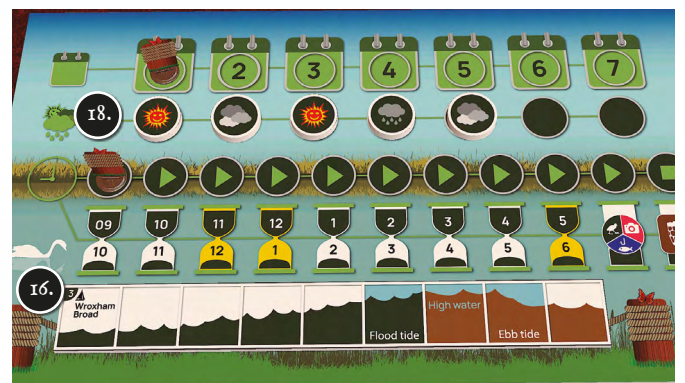 2 3 4 5 6 7
18.
09 10 11 12 1 2 3 4 5
10 11 12 1 2 3 4 5 6
J
16.
3
Wroxham
Broad
Flood tide
High water
Ebb tide